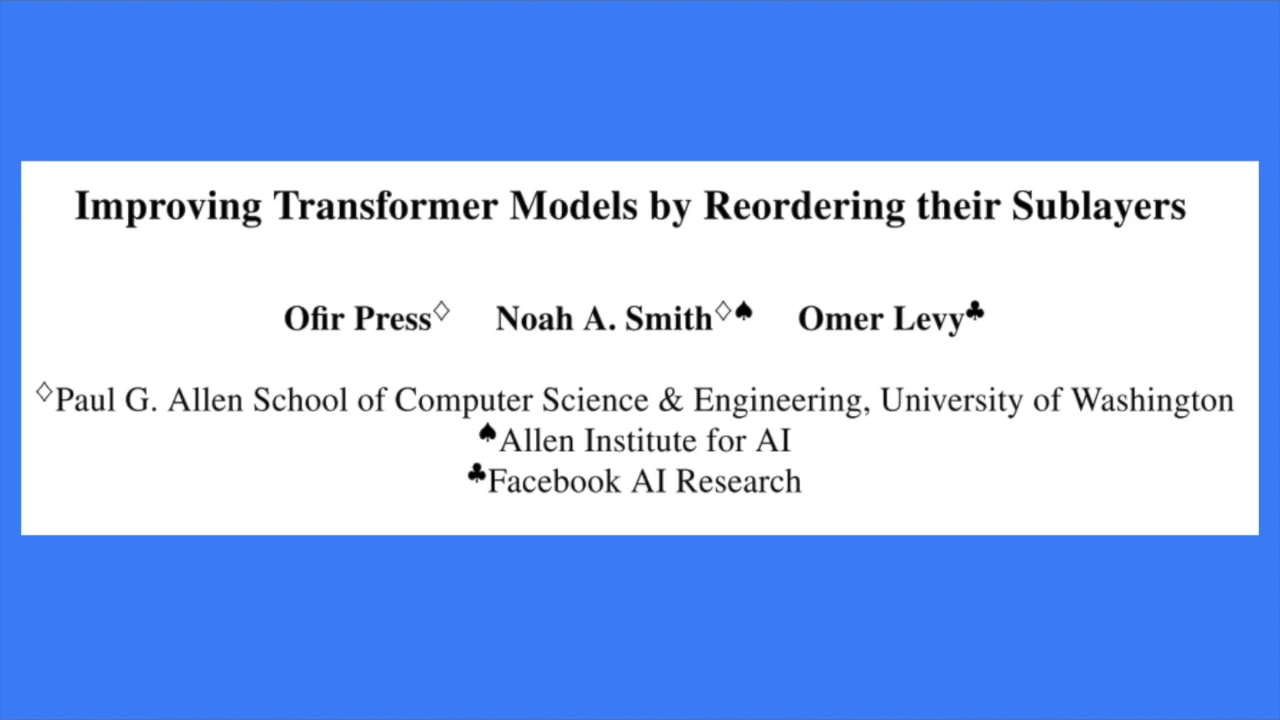 Improving Transformer Models by Reordering their Sublayers
Ofir Press♢ Noah A. Smith♢♠ Omer Levy♣
♢Paul G. Allen School of Computer Science & Engineering, University of Washington
♠Allen Institute for AI
♣Facebook AI Research